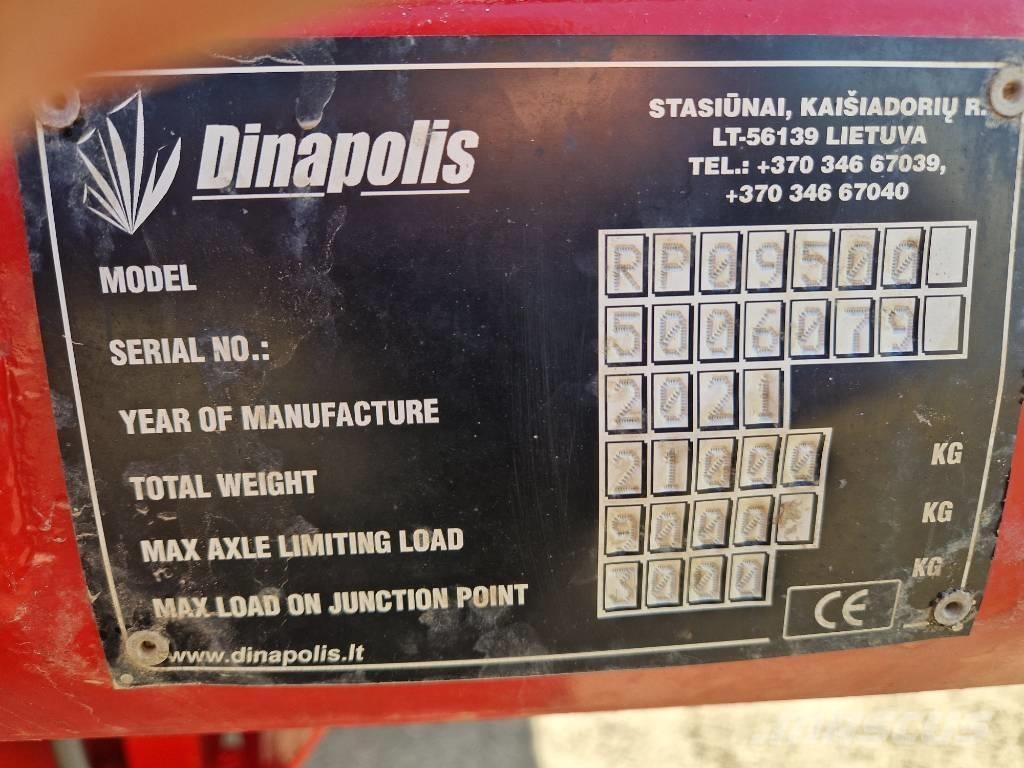 Dinapolis
STASIŪNAI, KAIŠIADORIŲ R.
LT-56139 LIETUVA
TEL.: +370 346 67039,
+370 346 67040
MODEL RP09500
SERIAL NO.: 5006079
YEAR OF MANUFACTURE 2021
TOTAL WEIGHT 21000 KG
MAX AXLE LIMITING LOAD 9000 KG
MAX LOAD ON JUNCTION POINT 3000 KG
CE
www.dinapolis.lt